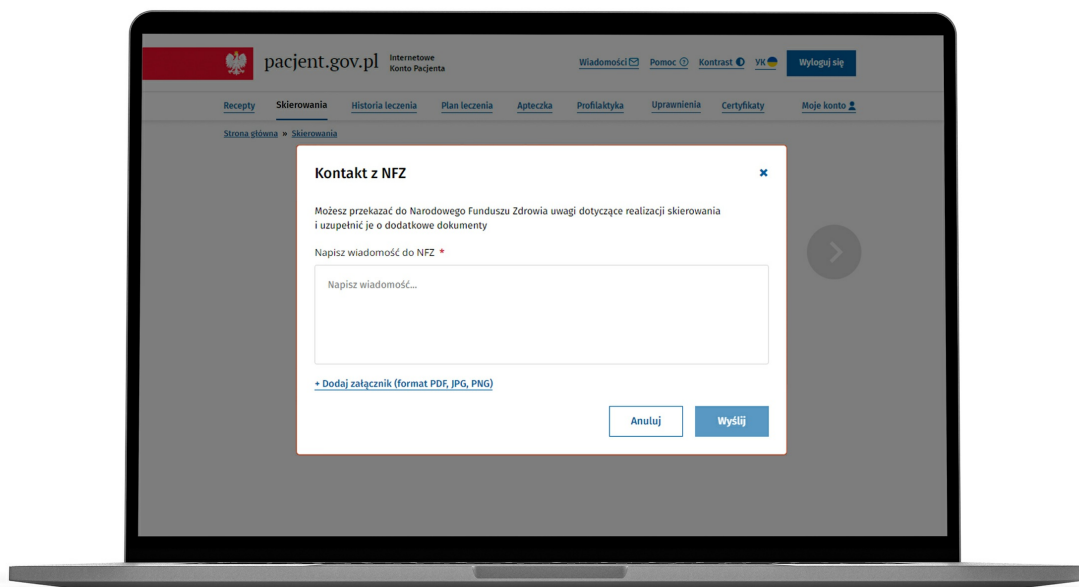 pacjent.gov.pl
Internetowe
Konto Pacjenta
Wiadomości Pomoc Kontrast УК Wyloguj się
Recepty Skierowania Historia leczenia Plan leczenia Apteczka Profilaktyka Uprawnienia Certyfikaty Moje konto
Strona główna » Skierowania
Kontakt z NFZ
Możesz przekazać do Narodowego Funduszu Zdrowia uwagi dotyczące realizacji skierowania
i uzupełnić je o dodatkowe dokumenty
Napisz wiadomość do NFZ *
Napisz wiadomość...
+ Dodaj załącznik (format PDF, JPG, PNG)
Anuluj Wyślij